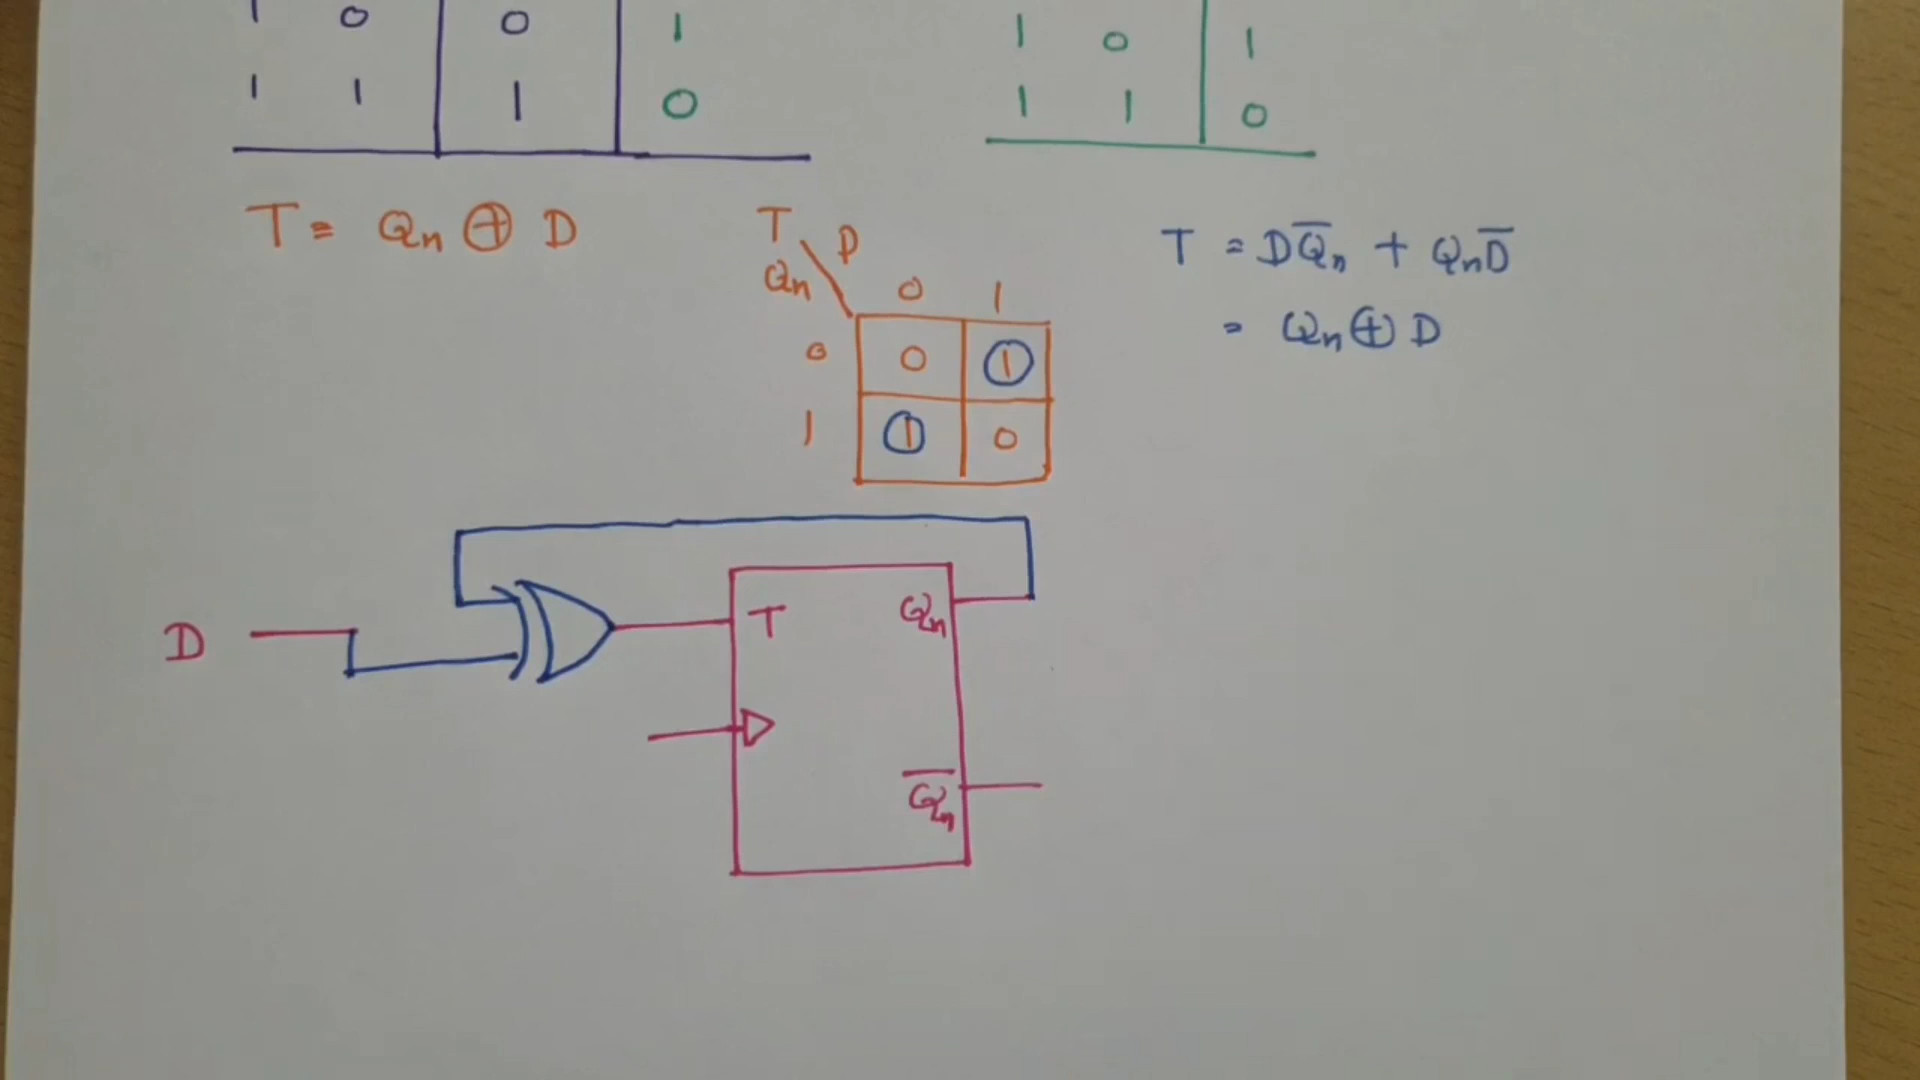 1 0 0 1
1 1 1 0
1 0 1
1 1 0
T = Qn ⊕ D
T D
Qn 0 1
0 0 1
1 1 0
T = DQ̅n + QnD̅
= Qn ⊕ D
D
T Qn
Q̅n